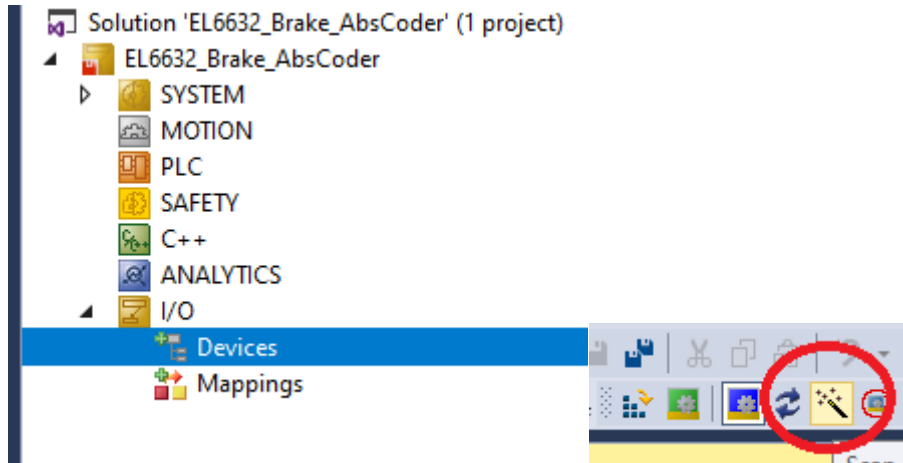 Solution 'EL6632_Brake_AbsCoder' (1 project)
EL6632_Brake_AbsCoder
SYSTEM
MOTION
PLC
SAFETY
C++
ANALYTICS
I/O
Devices
Mappings